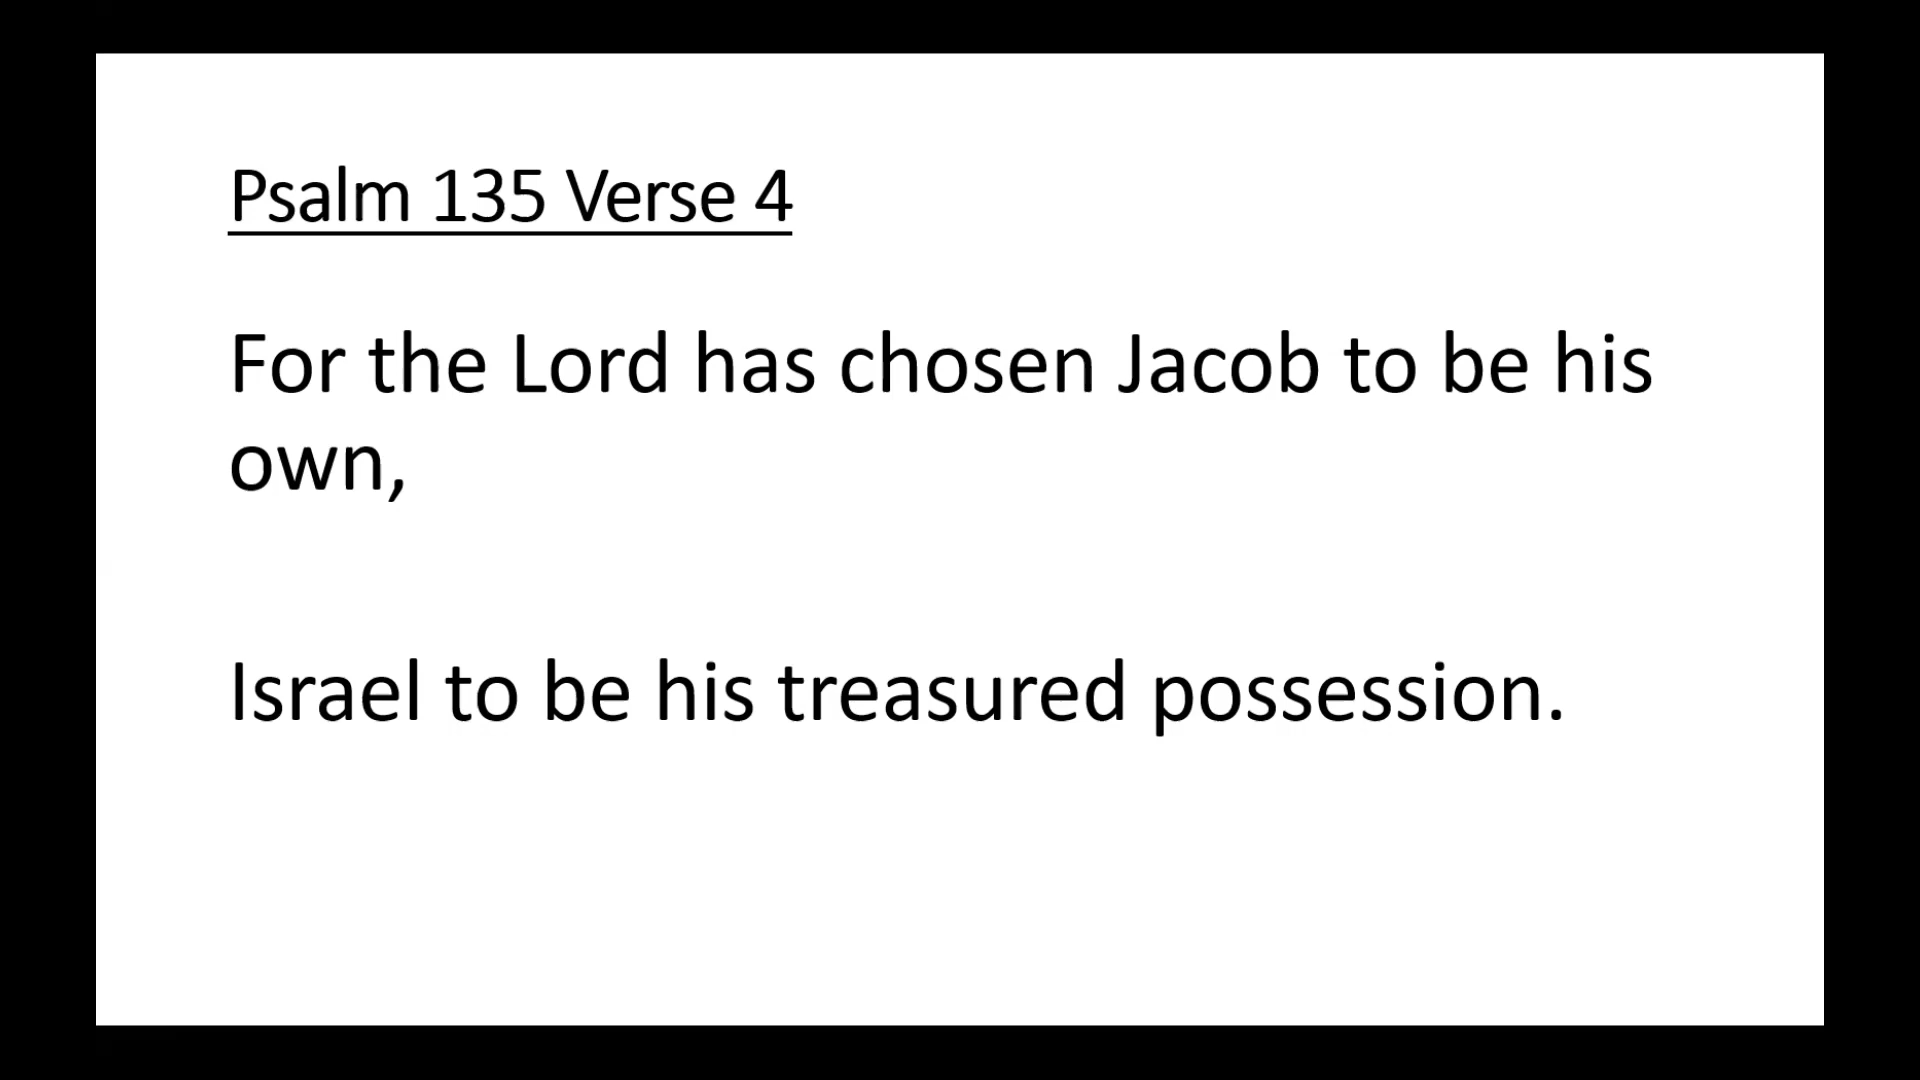 Psalm 135 Verse 4
For the Lord has chosen Jacob to be his
own,
Israel to be his treasured possession.